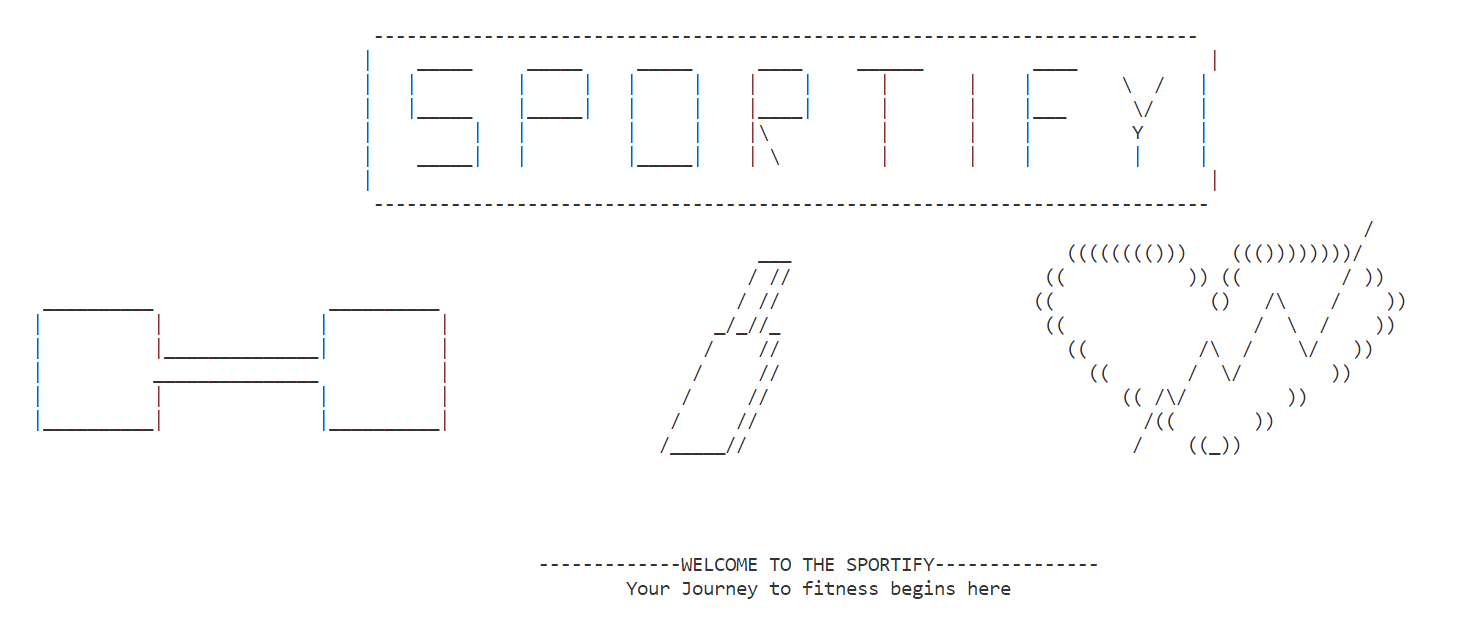 SPORTIFY
-------------WELCOME TO THE SPORTIFY---------------
Your Journey to fitness begins here